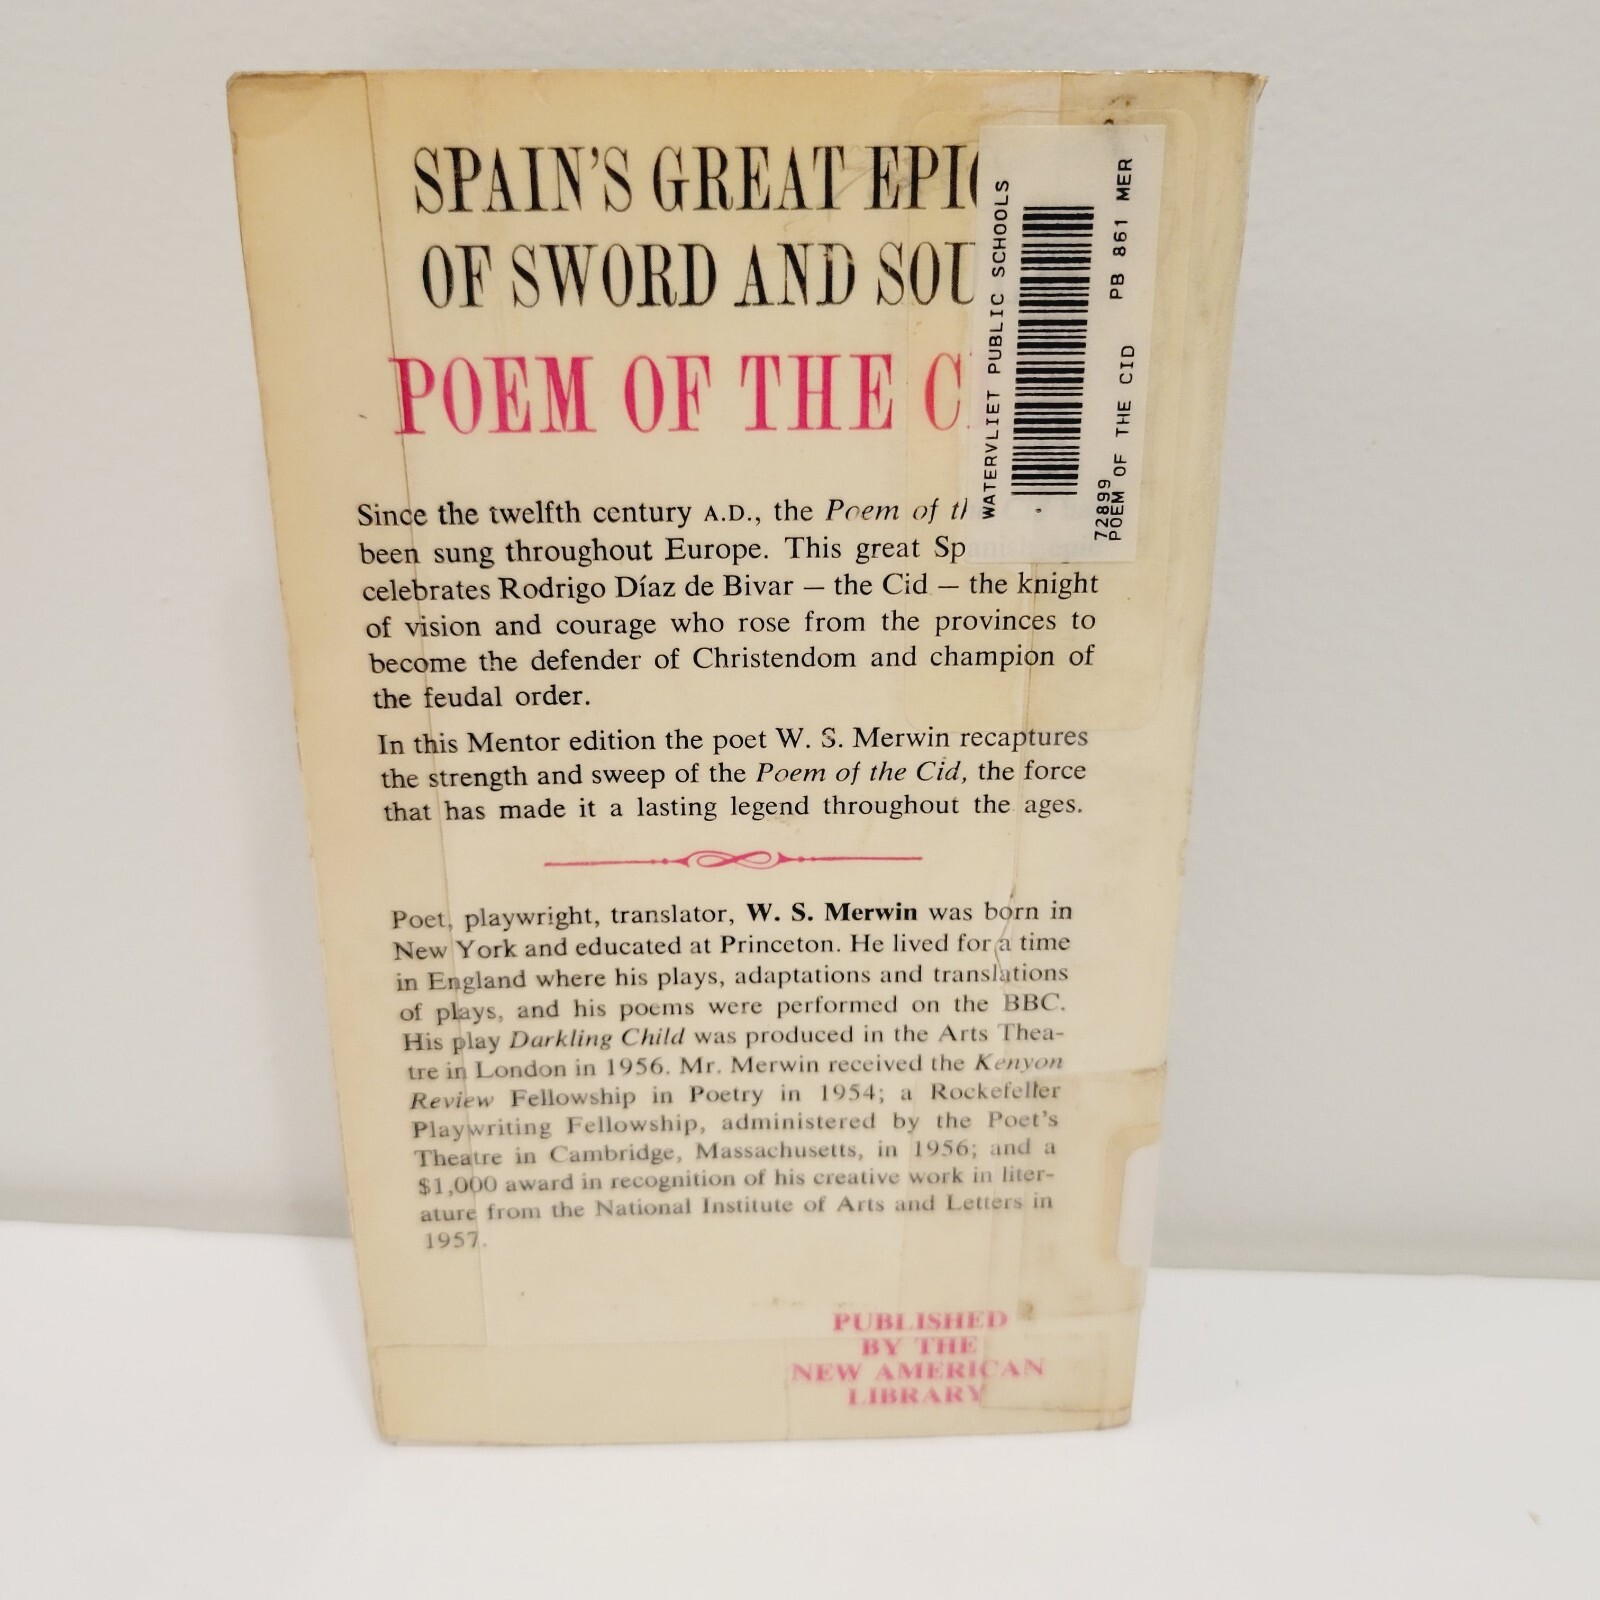 SPAIN'S GREAT EPIC
OF SWORD AND SOU
POEM OF THE C
Since the twelfth century A.D., the Poem of th
been sung throughout Europe. This great Spanish epic
celebrates Rodrigo Díaz de Bivar – the Cid – the knight
of vision and courage who rose from the provinces to
become the defender of Christendom and champion of
the feudal order.
In this Mentor edition the poet W. S. Merwin recaptures
the strength and sweep of the Poem of the Cid, the force
that has made it a lasting legend throughout the ages.
Poet, playwright, translator, W. S. Merwin was born in
New York and educated at Princeton. He lived for a time
in England where his plays, adaptations and translations
of plays, and his poems were performed on the BBC.
His play Darkling Child was produced in the Arts Thea-
tre in London in 1956. Mr. Merwin received the Kenyon
Review Fellowship in Poetry in 1954; a Rockefeller
Playwriting Fellowship, administered by the Poet's
Theatre in Cambridge, Massachusetts, in 1956; and a
$1,000 award in recognition of his creative work in liter-
ature from the National Institute of Arts and Letters in
1957.
PUBLISHED
BY THE
NEW AMERICAN
LIBRARY
WATERVLIET PUBLIC SCHOOLS
72899
POEM OF THE CID PB 861 MER